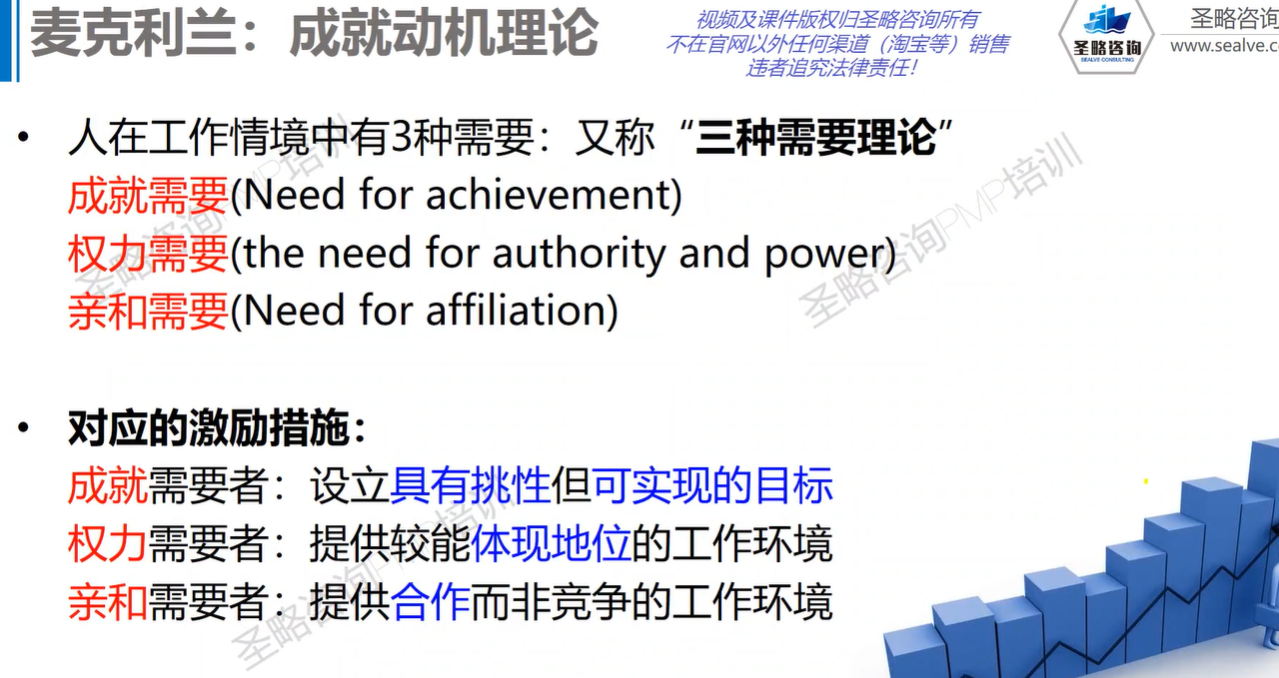 麦克利兰：成就动机理论
视频及课件版权归圣略咨询所有
不在官网以外任何渠道（淘宝等）销售
违者追究法律责任！
圣略咨询
SEALVE CONSULTING
圣略咨询
www.sealve.co
• 人在工作情境中有3种需要：又称“三种需要理论”
成就需要(Need for achievement)
权力需要(the need for authority and power)
亲和需要(Need for affiliation)
• 对应的激励措施：
成就需要者：设立具有挑性但可实现的目标
权力需要者：提供较能体现地位的工作环境
亲和需要者：提供合作而非竞争的工作环境
圣略咨询PMP培训
圣略咨询PMP培训
圣略咨询PMP培训